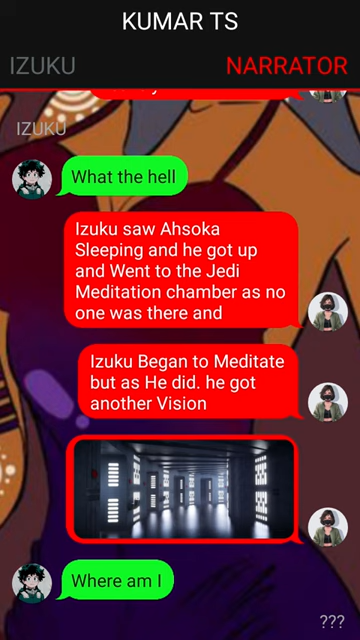 KUMAR TS
IZUKU
NARRATOR
IZUKU
What the hell
Izuku saw Ahsoka
Sleeping and he got up
and Went to the Jedi
Meditation chamber as no
one was there and
Izuku Began to Meditate
but as He did. he got
another Vision
Where am I
???